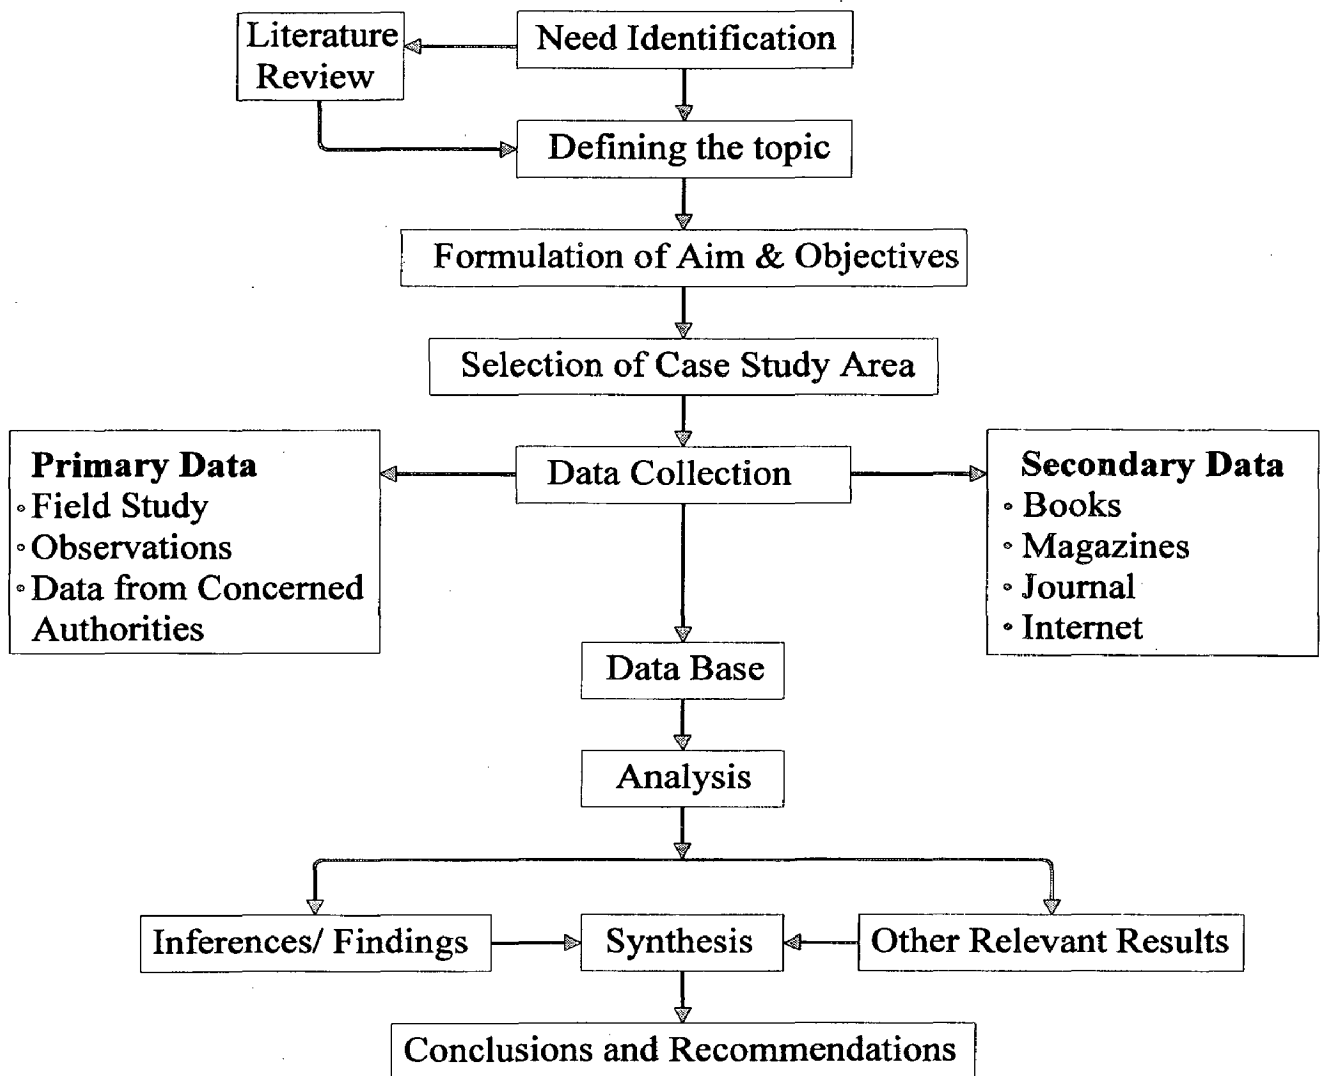 Literature
Review
Need Identification
Defining the topic
Formulation of Aim & Objectives
Selection of Case Study Area
Primary Data
Field Study
Observations
Data from Concerned
Authorities
Data Collection
Secondary Data
Books
Magazines
Journal
Internet
Data Base
Analysis
Inferences/ Findings
Synthesis
Other Relevant Results
Conclusions and Recommendations